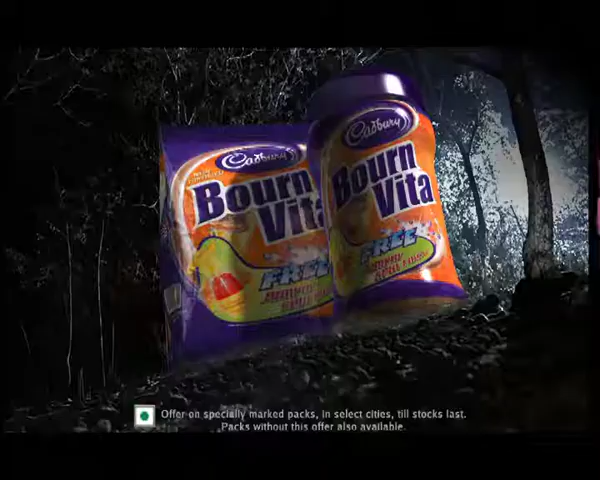 Cadbury
Bourn
Vita
FREE
Cadbury
Bourn
Vita
FREE
Offer on specially marked packs, in select cities, till stocks last.
Packs without this offer also available.